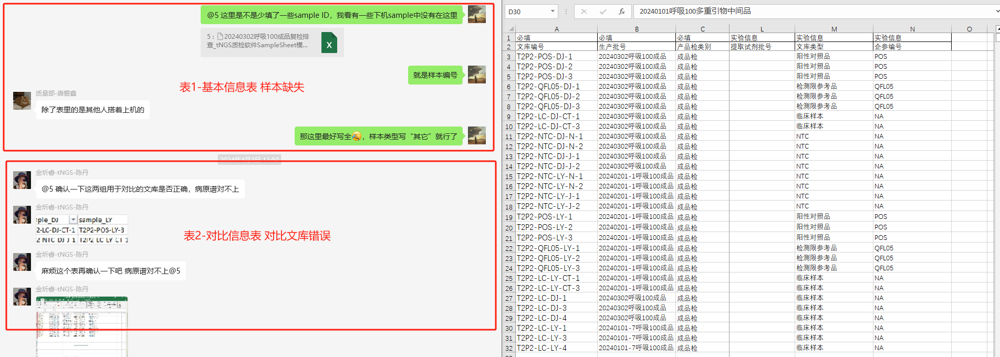 @5 这里是不是少填了一些sample ID，我看有一些下机sample中没有在这里
5：20240302呼吸100成品复检排
查_tNGS质检软件SampleSheet模...
就是样本编号
表1-基本信息表 样本缺失
质量部-唐磐鑫
除了表里的是其他人搭着上机的
那这里最好写全，样本类型写“其它”就行了
2024年4月3日 11:50
金圻睿-tNGS-陈丹
@5 确认一下这两组用于对比的文库是否正确，病原谱对不上
金圻睿-tNGS-陈丹
ple_DJ sample_LY
2-LC-DJ-CT-1 T2P2-POS-LY-3
2 NTC DJ J 1 T2P2 LC LY CT 1
表2-对比信息表 对比文库错误
金圻睿-tNGS-陈丹
麻烦这个表再确认一下吧 病原谱对不上@5
金圻睿-tNGS-陈丹
D30 fx 20240101呼吸100多重引物中间品
A B C L M N O
1 必填 必填 必填 实验信息 实验信息 实验信息
2 文库编号 生产批号 产品检类别 提取试剂批号 文库类型 企参编号
3 T2P2-POS-DJ-1 20240302呼吸100成品 成品检 阳性对照品 POS
4 T2P2-POS-DJ-2 20240302呼吸100成品 成品检 阳性对照品 POS
5 T2P2-POS-DJ-3 20240302呼吸100成品 成品检 阳性对照品 POS
6 T2P2-QFL05-DJ-1 20240302呼吸100成品 成品检 检测限参考品 QFL05
7 T2P2-QFL05-DJ-2 20240302呼吸100成品 成品检 检测限参考品 QFL05
8 T2P2-QFL05-DJ-3 20240302呼吸100成品 成品检 检测限参考品 QFL05
9 T2P2-LC-DJ-CT-1 20240302呼吸100成品 成品检 临床样本 NA
10 T2P2-LC-DJ-CT-3 20240302呼吸100成品 成品检 临床样本 NA
11 T2P2-NTC-DJ-N-1 20240302呼吸100成品 成品检 NTC NA
12 T2P2-NTC-DJ-N-2 20240302呼吸100成品 成品检 NTC NA
13 T2P2-NTC-DJ-J-1 20240302呼吸100成品 成品检 NTC NA
14 T2P2-NTC-DJ-J-2 20240302呼吸100成品 成品检 NTC NA
15 T2P2-NTC-LY-N-1 20240201-1呼吸100成品 成品检 NTC NA
16 T2P2-NTC-LY-N-2 20240201-1呼吸100成品 成品检 NTC NA
17 T2P2-NTC-LY-J-1 20240201-1呼吸100成品 成品检 NTC NA
18 T2P2-NTC-LY-J-2 20240201-1呼吸100成品 成品检 NTC NA
19 T2P2-POS-LY-1 20240201-1呼吸100成品 成品检 阳性对照品 POS
20 T2P2-POS-LY-2 20240201-1呼吸100成品 成品检 阳性对照品 POS
21 T2P2-POS-LY-3 20240201-1呼吸100成品 成品检 阳性对照品 POS
22 T2P2-QFL05-LY-1 20240201-1呼吸100成品 成品检 检测限参考品 QFL05
23 T2P2-QFL05-LY-2 20240201-1呼吸100成品 成品检 检测限参考品 QFL05
24 T2P2-QFL05-LY-3 20240201-1呼吸100成品 成品检 检测限参考品 QFL05
25 T2P2-LC-LY-CT-1 20240201-1呼吸100成品 成品检 临床样本 NA
26 T2P2-LC-LY-CT-3 20240201-1呼吸100成品 成品检 临床样本 NA
27 T2P2-LC-DJ-1 20240302呼吸100成品 成品检 临床样本 NA
28 T2P2-LC-DJ-3 20240302呼吸100成品 成品检 临床样本 NA
29 T2P2-LC-DJ-4 20240302呼吸100成品 成品检 临床样本 NA
30 T2P2-LC-LY-1 20240101-7呼吸100成品 成品检 临床样本 NA
31 T2P2-LC-LY-3 20240101-7呼吸100成品 成品检 临床样本 NA
32 T2P2-LC-LY-4 20240101-7呼吸100成品 成品检 临床样本 NA